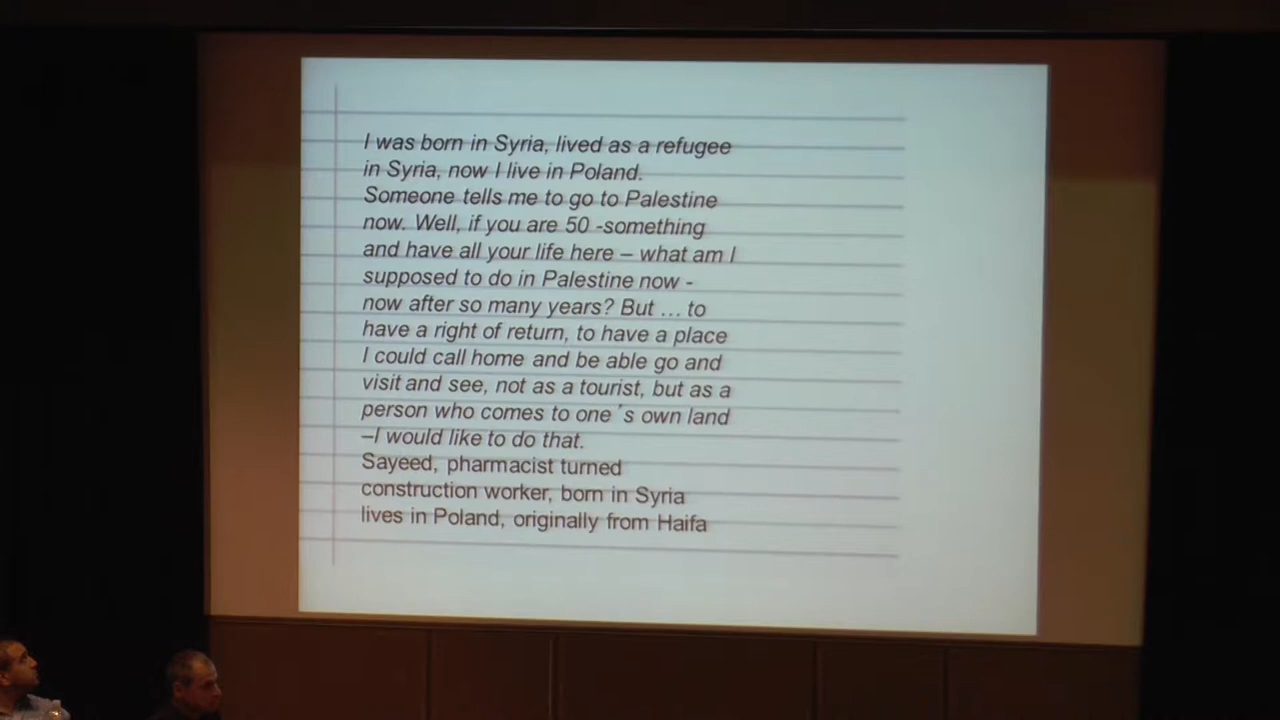 I was born in Syria, lived as a refugee
in Syria, now I live in Poland.
Someone tells me to go to Palestine
now. Well, if you are 50 -something
and have all your life here – what am I
supposed to do in Palestine now -
now after so many years? But … to
have a right of return, to have a place
I could call home and be able go and
visit and see, not as a tourist, but as a
person who comes to one´s own land
–I would like to do that.
Sayeed, pharmacist turned
construction worker, born in Syria
lives in Poland, originally from Haifa